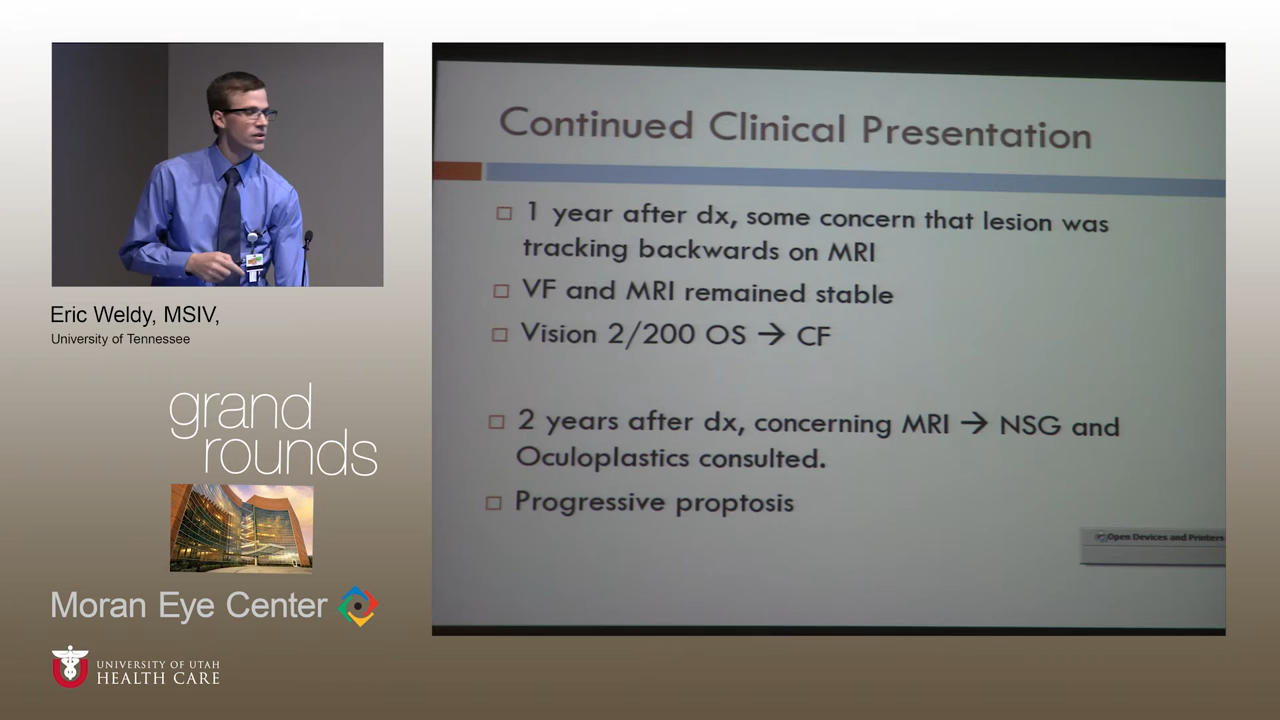 Continued Clinical Presentation
1 year after dx, some concern that lesion was
tracking backwards on MRI
VF and MRI remained stable
Vision 2/200 OS → CF
2 years after dx, concerning MRI → NSG and
Oculoplastics consulted.
Progressive proptosis
Open Devices and Printers
Eric Weldy, MSIV,
University of Tennessee
grand
rounds
Moran Eye Center
UNIVERSITY OF UTAH
HEALTH CARE